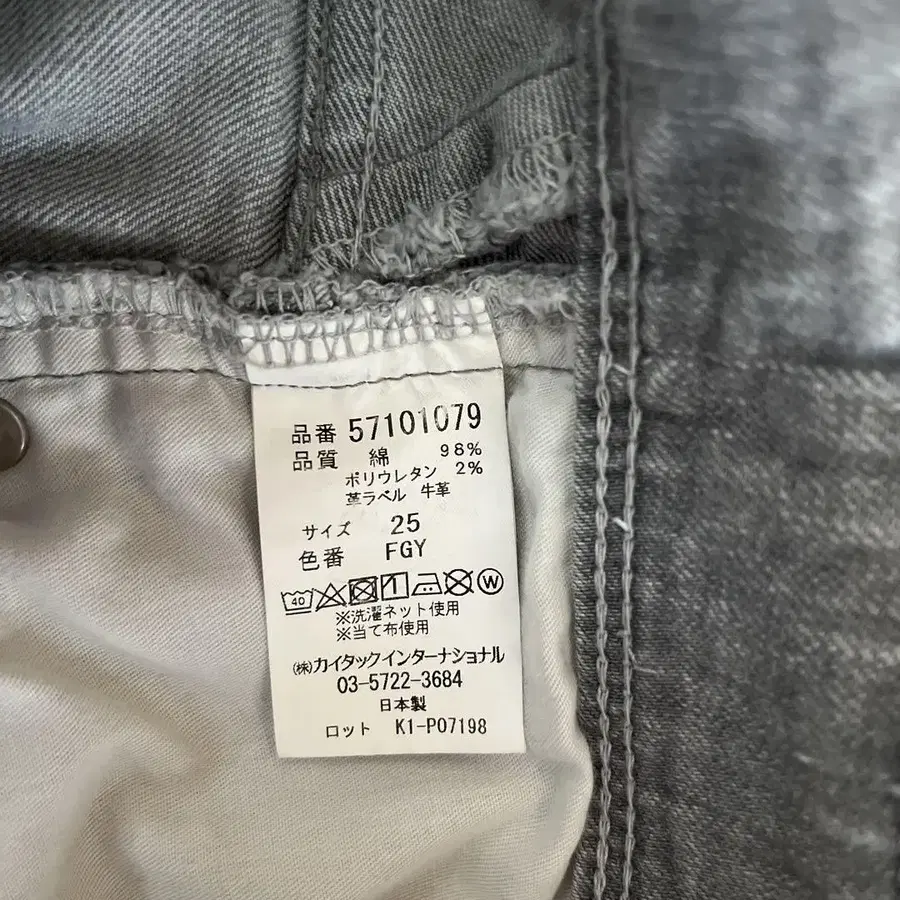 品番 57101079
品質 綿 98%
ポリウレタン 2%
革ラベル 牛革
サイズ 25
色番 FGY
40 W
※洗濯ネット使用
※当て布使用
㈱カイタックインターナショナル
03-5722-3684
日本製
ロット K1-P07198